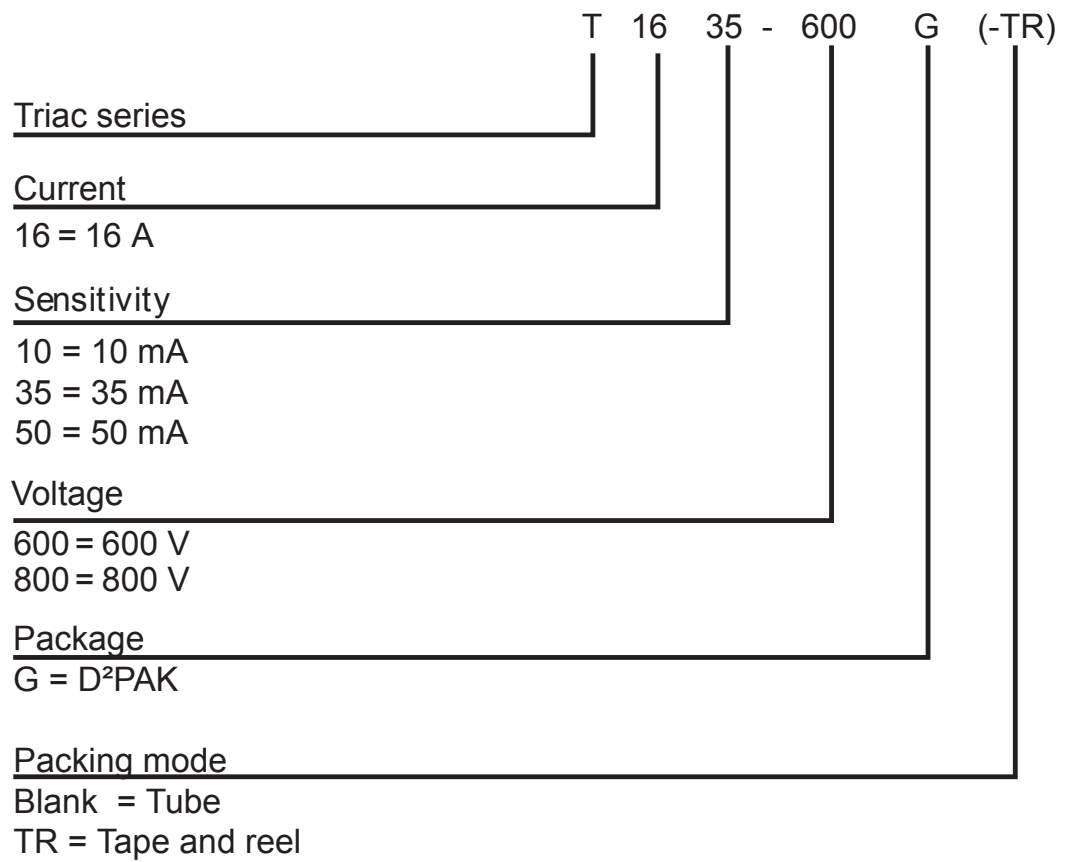 T 16 35 - 600 G (-TR)
Triac series
Current
16 = 16 A
Sensitivity
10 = 10 mA
35 = 35 mA
50 = 50 mA
Voltage
600 = 600 V
800 = 800 V
Package
G = D²PAK
Packing mode
Blank = Tube
TR = Tape and reel